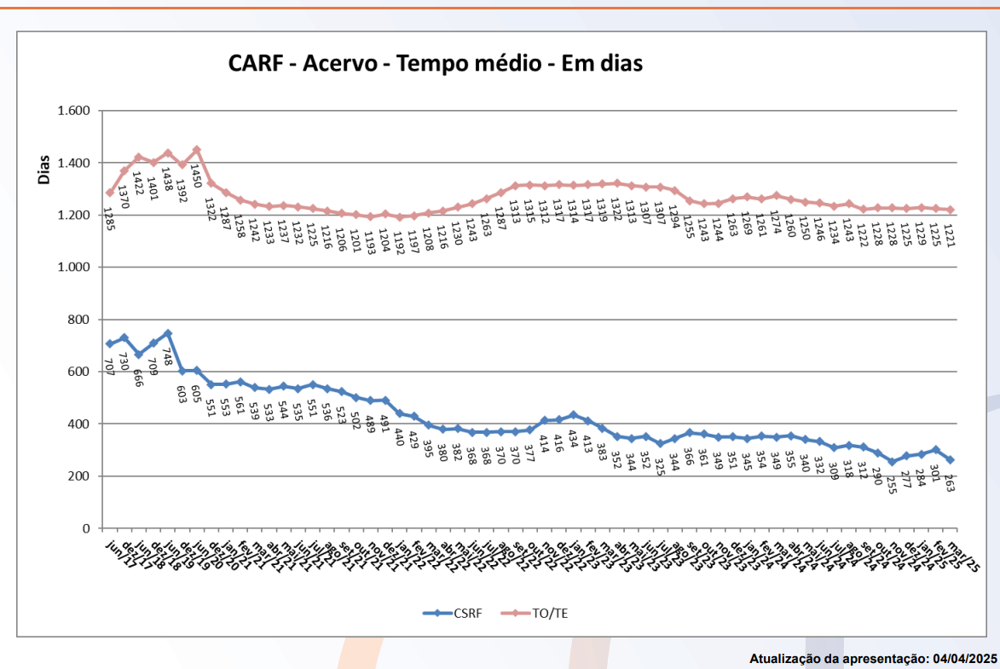 CARF - Acervo - Tempo médio - Em dias
Dias
1.600
1.400
1.200
1.000
800
600
400
200
0
1285 1370 1422 1401 1438 1392 1450 1322 1287 1258 1242 1233 1237 1232 1225 1216 1206 1201 1193 1204 1192 1197 1208 1216 1230 1243 1263 1287 1313 1315 1312 1317 1314 1317 1319 1322 1313 1307 1307 1294 1255 1243 1244 1263 1269 1261 1274 1260 1250 1246 1234 1243 1222 1228 1228 1225 1229 1225 1221
707 730 666 709 748 603 605 551 553 561 539 533 544 535 551 536 523 502 489 491 440 429 395 380 382 368 368 370 370 377 414 416 434 413 383 352 344 352 325 344 366 361 349 351 345 354 349 355 340 332 309 318 312 290 255 277 284 301 263
jun/17 dez/17 jun/18 dez/18 jun/19 dez/19 jun/20 dez/20 jan/21 fev/21 mar/21 abr/21 mai/21 jun/21 jul/21 ago/21 set/21 out/21 nov/21 dez/21 jan/22 fev/22 mar/22 abr/22 mai/22 jun/22 jul/22 ago/22 set/22 out/22 nov/22 dez/22 jan/23 fev/23 mar/23 abr/23 mai/23 jun/23 jul/23 ago/23 set/23 out/23 nov/23 dez/23 jan/24 fev/24 mar/24 abr/24 mai/24 jun/24 jul/24 ago/24 set/24 out/24 nov/24 dez/24 jan/25 fev/25 mar/25
CSRF TO/TE
Atualização da apresentação: 04/04/2025